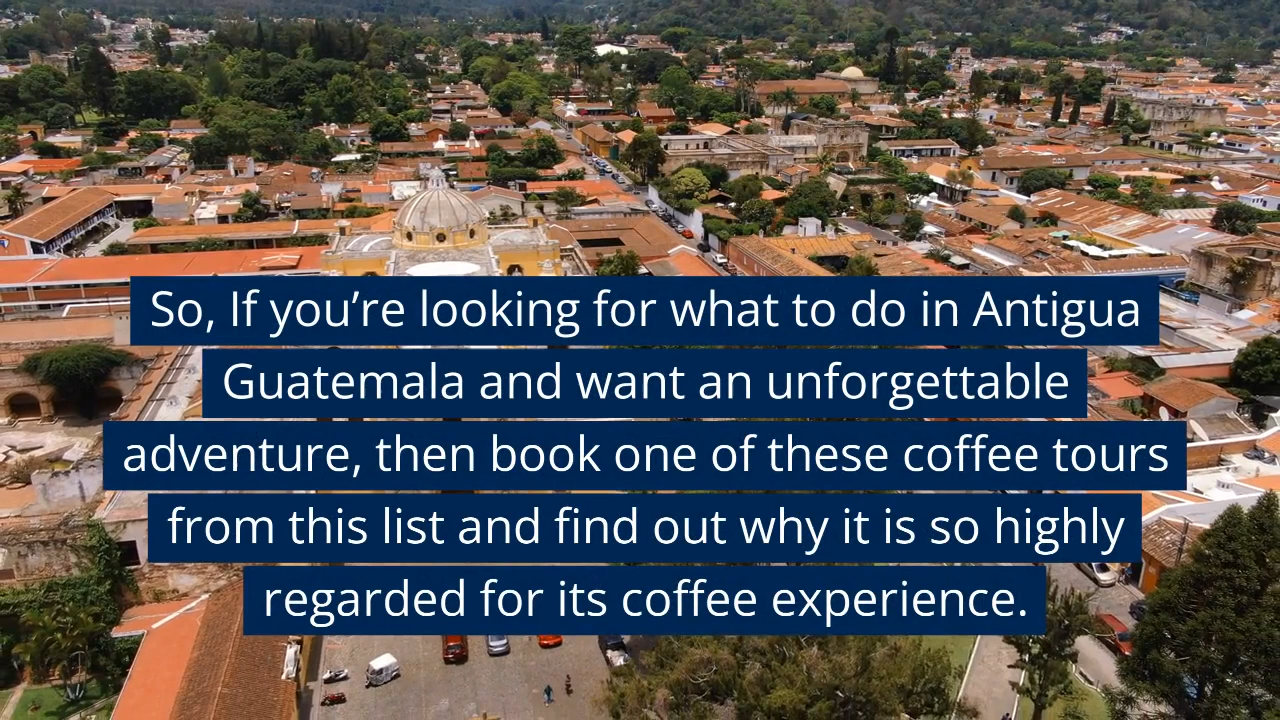 So, If you’re looking for what to do in Antigua
Guatemala and want an unforgettable
adventure, then book one of these coffee tours
from this list and find out why it is so highly
regarded for its coffee experience.